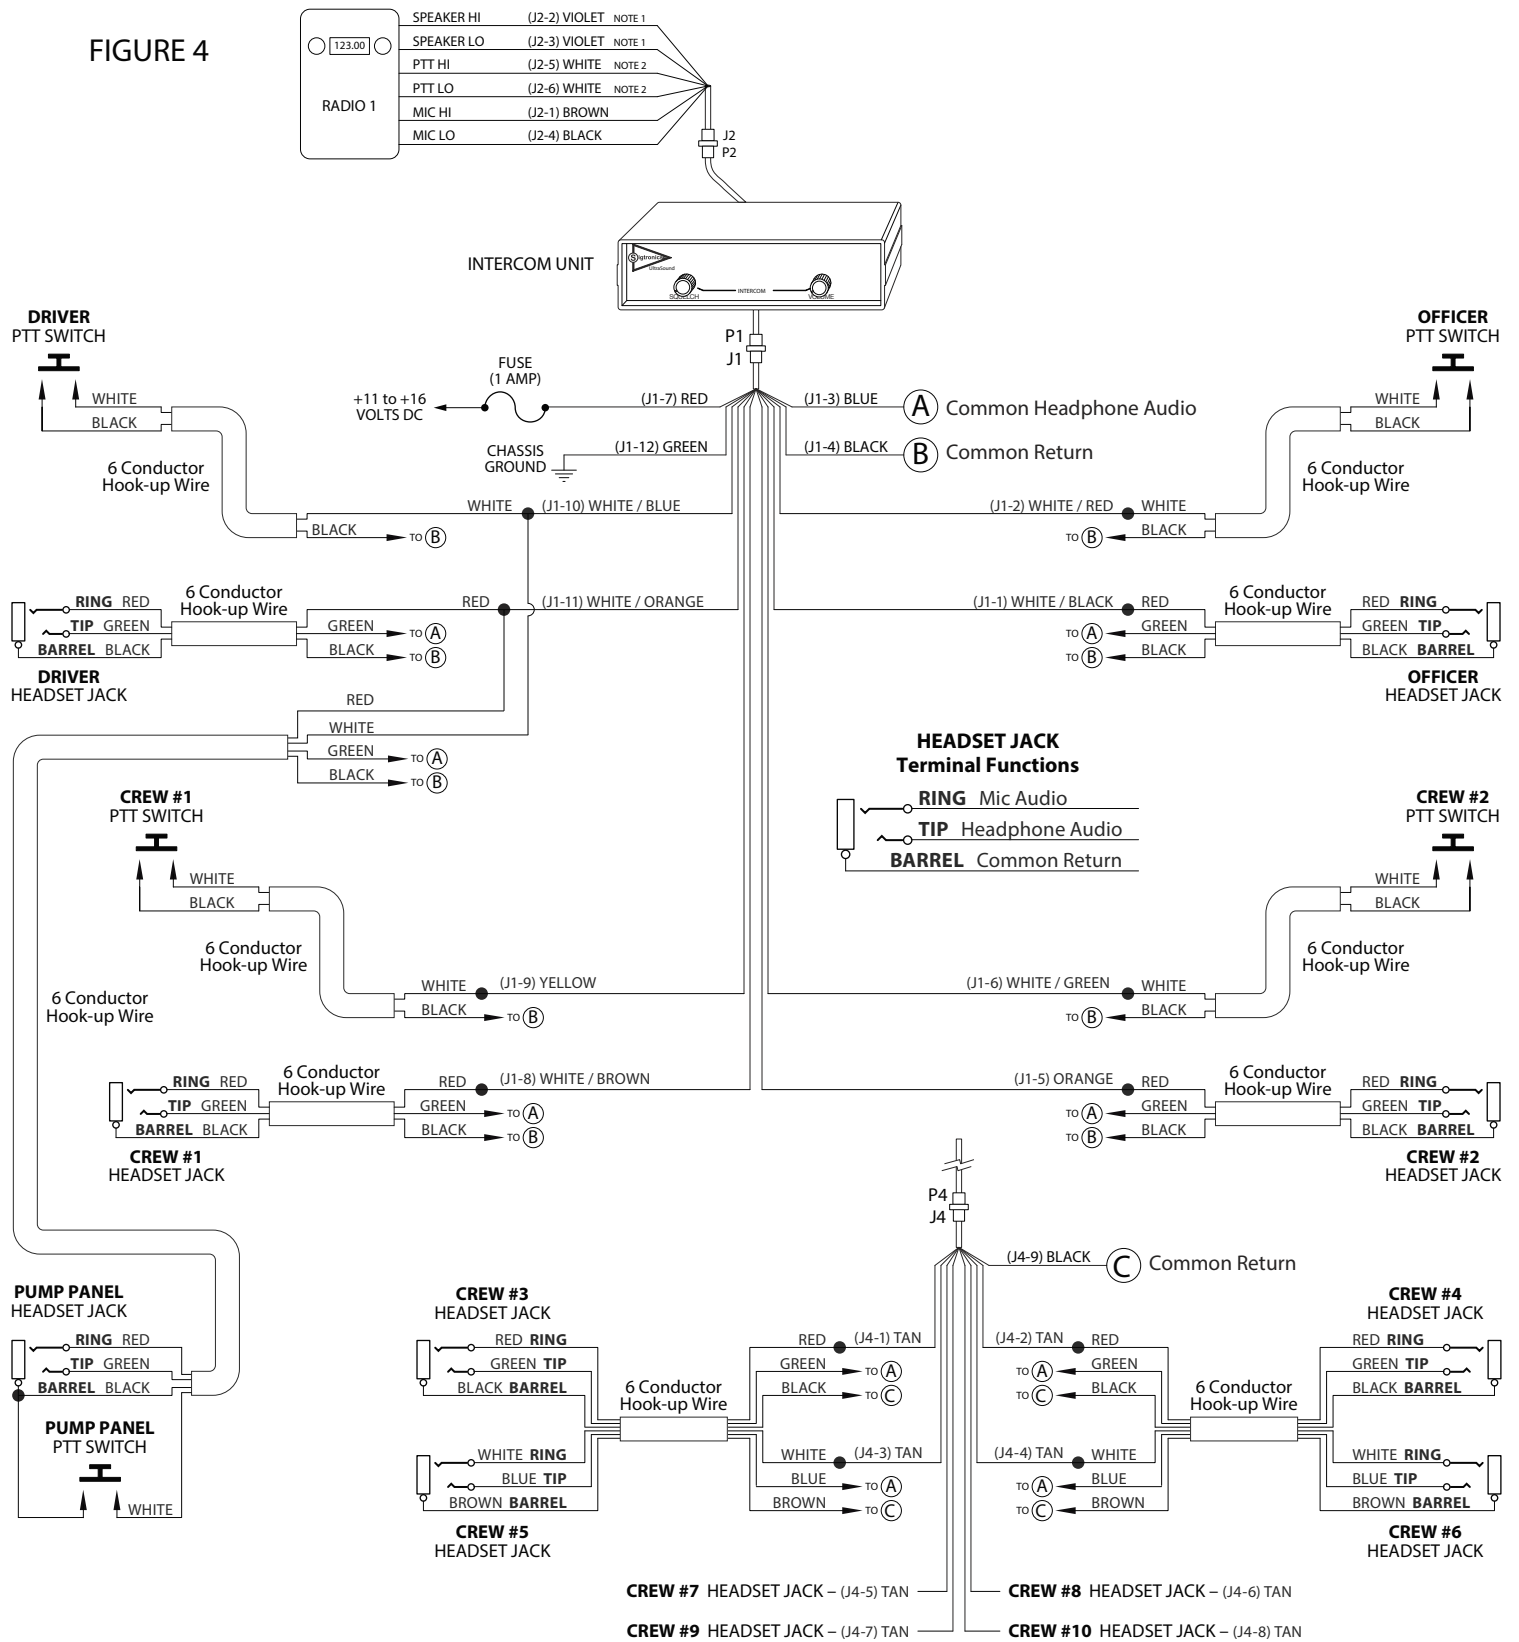 FIGURE 4
123.00
RADIO 1
SPEAKER HI (J2-2) VIOLET NOTE 1
SPEAKER LO (J2-3) VIOLET NOTE 1
PTT HI (J2-5) WHITE NOTE 2
PTT LO (J2-6) WHITE NOTE 2
MIC HI (J2-1) BROWN
MIC LO (J2-4) BLACK
J2
P2
INTERCOM UNIT
Sigtronics
UltraSound
SQUELCH
INTERCOM
VOLUME
P1
J1
DRIVER
PTT SWITCH
WHITE
BLACK
6 Conductor
Hook-up Wire
FUSE
(1 AMP)
+11 to +16
VOLTS DC
(J1-7) RED
CHASSIS
GROUND
(J1-12) GREEN
(J1-3) BLUE A Common Headphone Audio
(J1-4) BLACK B Common Return
OFFICER
PTT SWITCH
WHITE
BLACK
6 Conductor
Hook-up Wire
WHITE (J1-10) WHITE / BLUE
BLACK TO B
(J1-2) WHITE / RED WHITE
TO B BLACK
6 Conductor
Hook-up Wire
RING RED
TIP GREEN
BARREL BLACK
DRIVER
HEADSET JACK
RED (J1-11) WHITE / ORANGE
GREEN TO A
BLACK TO B
(J1-1) WHITE / BLACK RED
TO A GREEN
TO B BLACK
6 Conductor
Hook-up Wire
RED RING
GREEN TIP
BLACK BARREL
OFFICER
HEADSET JACK
RED
WHITE
GREEN TO A
BLACK TO B
HEADSET JACK
Terminal Functions
RING Mic Audio
TIP Headphone Audio
BARREL Common Return
CREW #1
PTT SWITCH
WHITE
BLACK
6 Conductor
Hook-up Wire
CREW #2
PTT SWITCH
WHITE
BLACK
6 Conductor
Hook-up Wire
6 Conductor
Hook-up Wire
WHITE (J1-9) YELLOW
BLACK TO B
(J1-6) WHITE / GREEN WHITE
TO B BLACK
6 Conductor
Hook-up Wire
RING RED
TIP GREEN
BARREL BLACK
CREW #1
HEADSET JACK
RED (J1-8) WHITE / BROWN
GREEN TO A
BLACK TO B
(J1-5) ORANGE RED
TO A GREEN
TO B BLACK
6 Conductor
Hook-up Wire
RED RING
GREEN TIP
BLACK BARREL
CREW #2
HEADSET JACK
P4
J4
(J4-9) BLACK C Common Return
PUMP PANEL
HEADSET JACK
RING RED
TIP GREEN
BARREL BLACK
PUMP PANEL
PTT SWITCH
WHITE
CREW #3
HEADSET JACK
RED RING
GREEN TIP
BLACK BARREL
6 Conductor
Hook-up Wire
RED (J4-1) TAN
GREEN TO A
BLACK TO C
WHITE RING
BLUE TIP
BROWN BARREL
CREW #5
HEADSET JACK
WHITE (J4-3) TAN
BLUE TO A
BROWN TO C
CREW #4
HEADSET JACK
(J4-2) TAN RED
TO A GREEN
TO C BLACK
6 Conductor
Hook-up Wire
RED RING
GREEN TIP
BLACK BARREL
(J4-4) TAN WHITE
TO A BLUE
TO C BROWN
WHITE RING
BLUE TIP
BROWN BARREL
CREW #6
HEADSET JACK
CREW #7 HEADSET JACK – (J4-5) TAN
CREW #8 HEADSET JACK – (J4-6) TAN
CREW #9 HEADSET JACK – (J4-7) TAN
CREW #10 HEADSET JACK – (J4-8) TAN